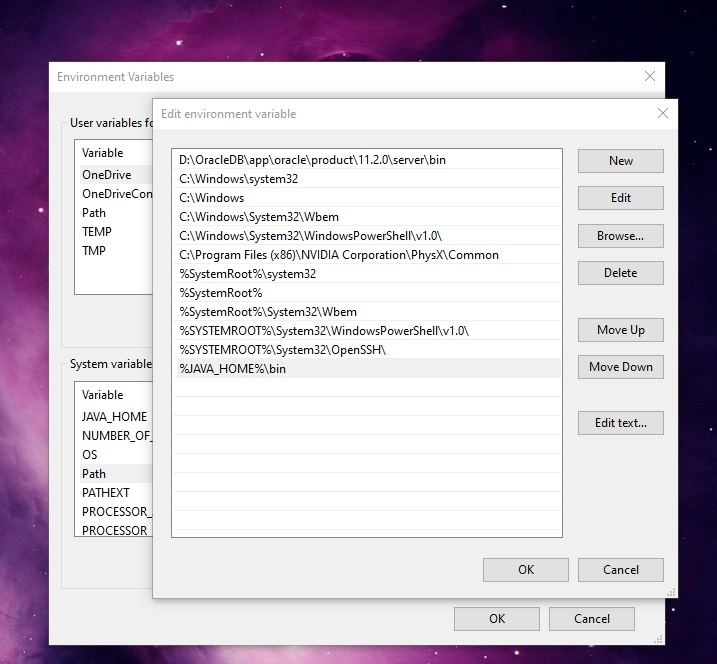 Environment Variables
Edit environment variable
User variables fo
Variable
OneDrive
OneDriveCon
Path
TEMP
TMP
System variable
Variable
JAVA_HOME
NUMBER_OF_
OS
Path
PATHEXT
PROCESSOR_
PROCESSOR
D:\OracleDB\app\oracle\product\11.2.0\server\bin
C:\Windows\system32
C:\Windows
C:\Windows\System32\Wbem
C:\Windows\System32\WindowsPowerShell\v1.0\
C:\Program Files (x86)\NVIDIA Corporation\PhysX\Common
%SystemRoot%\system32
%SystemRoot%
%SystemRoot%\System32\Wbem
%SYSTEMROOT%\System32\WindowsPowerShell\v1.0\
%SYSTEMROOT%\System32\OpenSSH\
%JAVA_HOME%\bin
New
Edit
Browse...
Delete
Move Up
Move Down
Edit text...
OK
Cancel
OK
Cancel